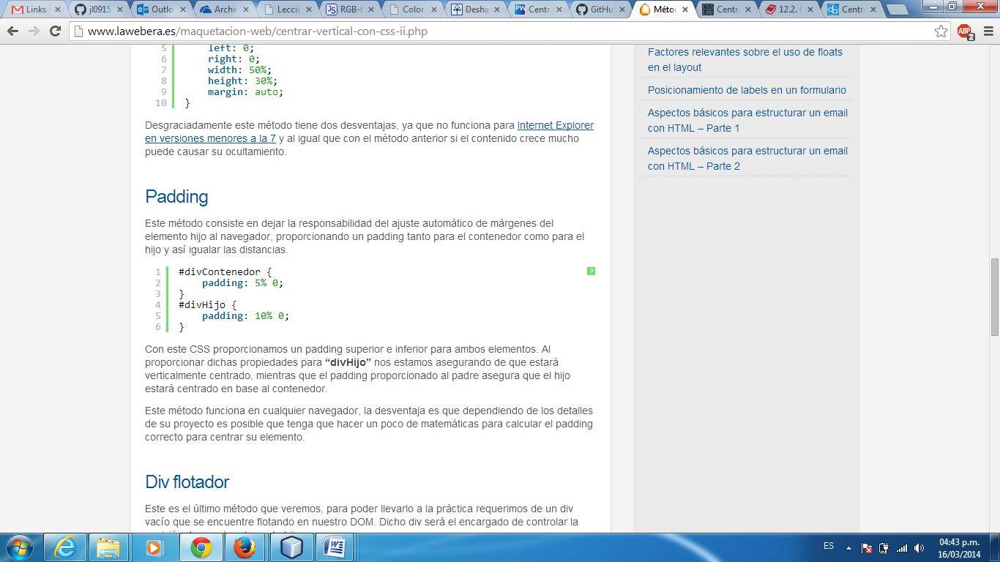 Links
jl0915
Outlo
Archiv
Lecció
RGB-t
Color
Desha
Centra
GitHu
Méto
Centra
12.2. C
Centra
www.lawebera.es/maquetacion-web/centrar-vertical-con-css-ii.php
ABP
2
5 left: 0;
6 right: 0;
7 width: 50%;
8 height: 30%;
9 margin: auto;
10 }
Desgraciadamente este método tiene dos desventajas, ya que no funciona para Internet Explorer
en versiones menores a la 7 y al igual que con el método anterior si el contenido crece mucho
puede causar su ocultamiento.
Padding
Este método consiste en dejar la responsabilidad del ajuste automático de márgenes del
elemento hijo al navegador, proporcionando un padding tanto para el contenedor como para el
hijo y así igualar las distancias.
?
1 #divContenedor {
2 padding: 5% 0;
3 }
4 #divHijo {
5 padding: 10% 0;
6 }
Con este CSS proporcionamos un padding superior e inferior para ambos elementos. Al
proporcionar dichas propiedades para “divHijo” nos estamos asegurando de que estará
verticalmente centrado, mientras que el padding proporcionado al padre asegura que el hijo
estará centrado en base al contenedor.
Este método funciona en cualquier navegador, la desventaja es que dependiendo de los detalles
de su proyecto es posible que tenga que hacer un poco de matemáticas para calcular el padding
correcto para centrar su elemento.
Div flotador
Este es el último método que veremos, para poder llevarlo a la práctica requerimos de un div
vacío que se encuentre flotando en nuestro DOM. Dicho div será el encargado de controlar la
Factores relevantes sobre el uso de floats
en el layout
Posicionamiento de labels en un formulario
Aspectos básicos para estructurar un email
con HTML – Parte 1
Aspectos básicos para estructurar un email
con HTML – Parte 2
ES
04:43 p.m.
16/03/2014